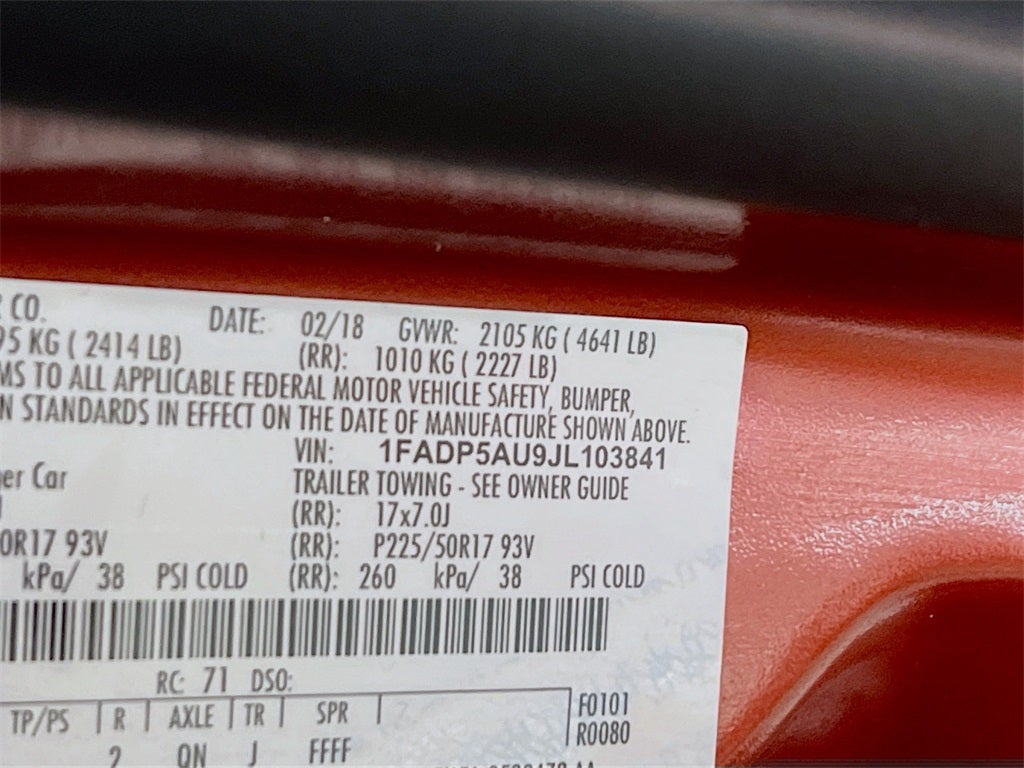 CO.
DATE: 02/18 GVWR: 2105 KG ( 4641 LB)
95 KG ( 2414 LB) (RR): 1010 KG ( 2227 LB)
MS TO ALL APPLICABLE FEDERAL MOTOR VEHICLE SAFETY, BUMPER,
N STANDARDS IN EFFECT ON THE DATE OF MANUFACTURE SHOWN ABOVE.
VIN: 1FADP5AU9JL103841
er Car TRAILER TOWING - SEE OWNER GUIDE
(RR): 17x7.0J
0R17 93V (RR): P225/50R17 93V
kPa/ 38 PSI COLD (RR): 260 kPa/ 38 PSI COLD
RC: 71 DSO:
TP/PS R AXLE TR SPR F0101
R0080
2 QN J FFFF